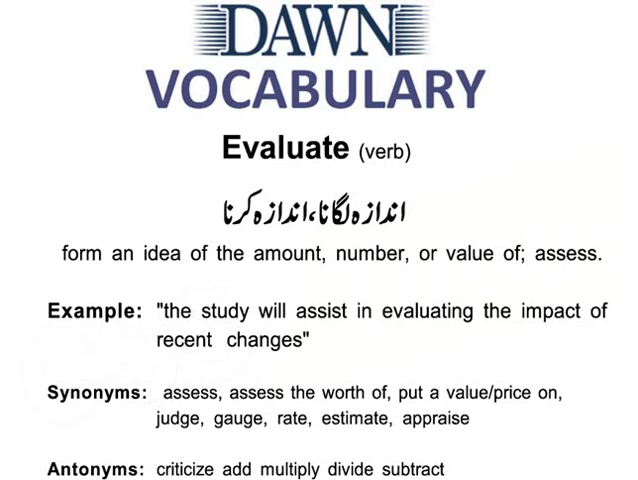 DAWN
VOCABULARY
Evaluate (verb)
اندازہ لگانا، اندازہ کرنا
form an idea of the amount, number, or value of; assess.
Example: "the study will assist in evaluating the impact of
recent changes"
Synonyms: assess, assess the worth of, put a value/price on,
judge, gauge, rate, estimate, appraise
Antonyms: criticize add multiply divide subtract